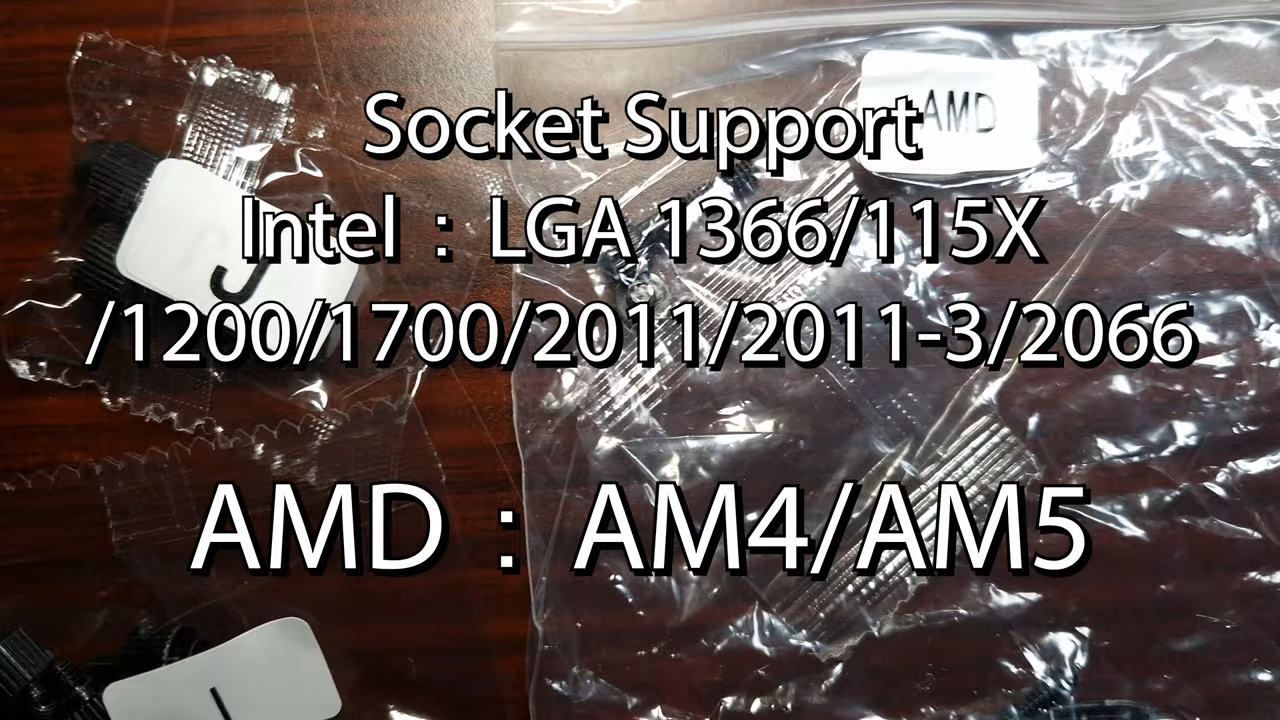 AMD
Socket Support
Intel : LGA 1366/115X
J
/1200/1700/2011/2011-3/2066
AMD : AM4/AM5